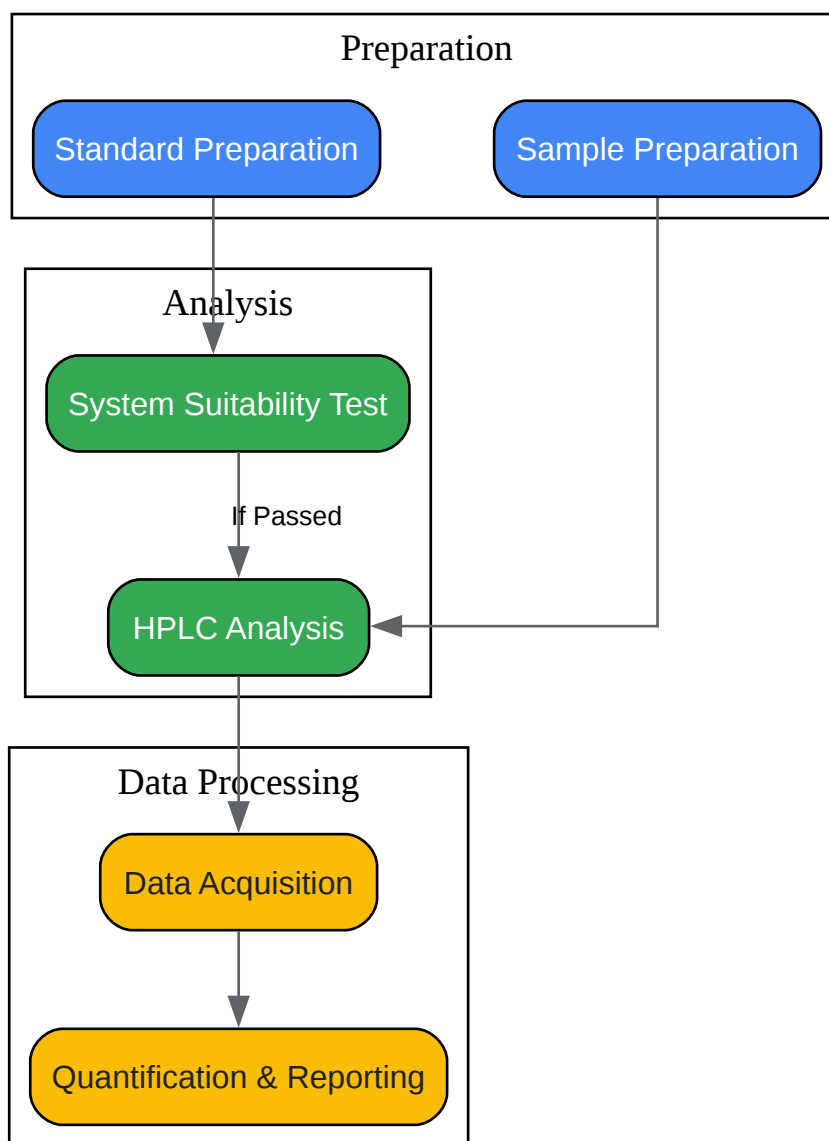 Preparation
Standard Preparation
Sample Preparation
Analysis
System Suitability Test
If Passed
HPLC Analysis
Data Processing
Data Acquisition
Quantification & Reporting